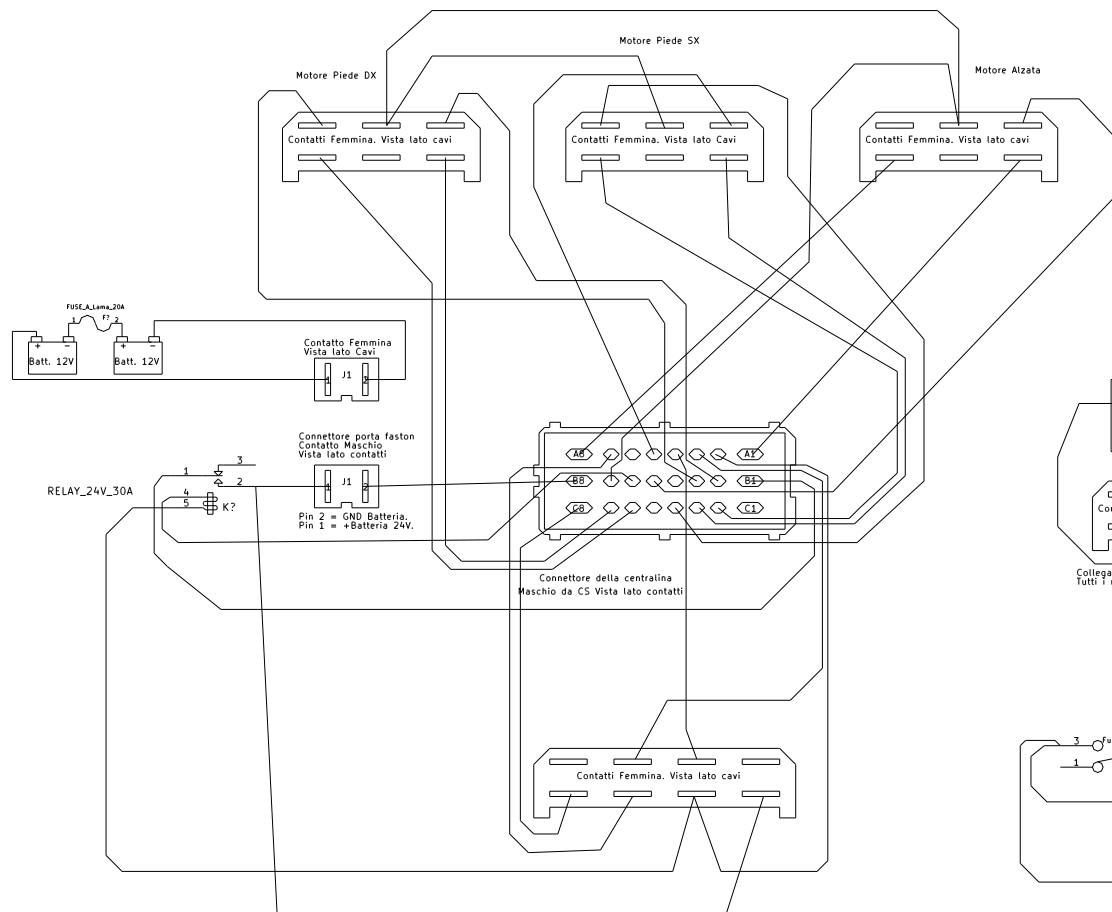 Motore Piede SX
Motore Piede DX
Motore Alzata
Contatti Femmina. Vista lato cavi
Contatti Femmina. Vista lato cavi
Contatti Femmina. Vista lato cavi
FUSE_A_Lama_20A
1 F? 2
+ - + -
Batt. 12V
Batt. 12V
Contatto Femmina
Vista lato Cavi
J1
1 2
Connettore porta faston
Contatto Maschio
Vista lato contatti
J1
1 2
Pin 2 = GND Batteria.
Pin 1 = +Batteria 24V.
3
1
2
4
5
K?
RELAY_24V_30A
A8 A1
B8 B1
C8 C1
Connettore della centralina
Maschio da CS Vista lato contatti
Contatti Femmina. Vista lato cavi
Co
Collega
Tutti i
3 Fu
1